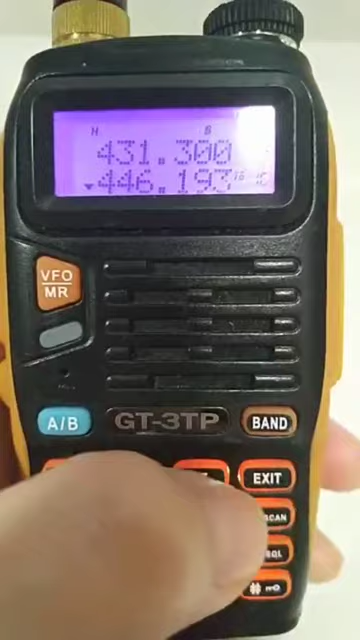 H S
431.300
446.193
VFO
MR
A/B
GT-3TP
BAND
EXIT
SCAN
SQL
#